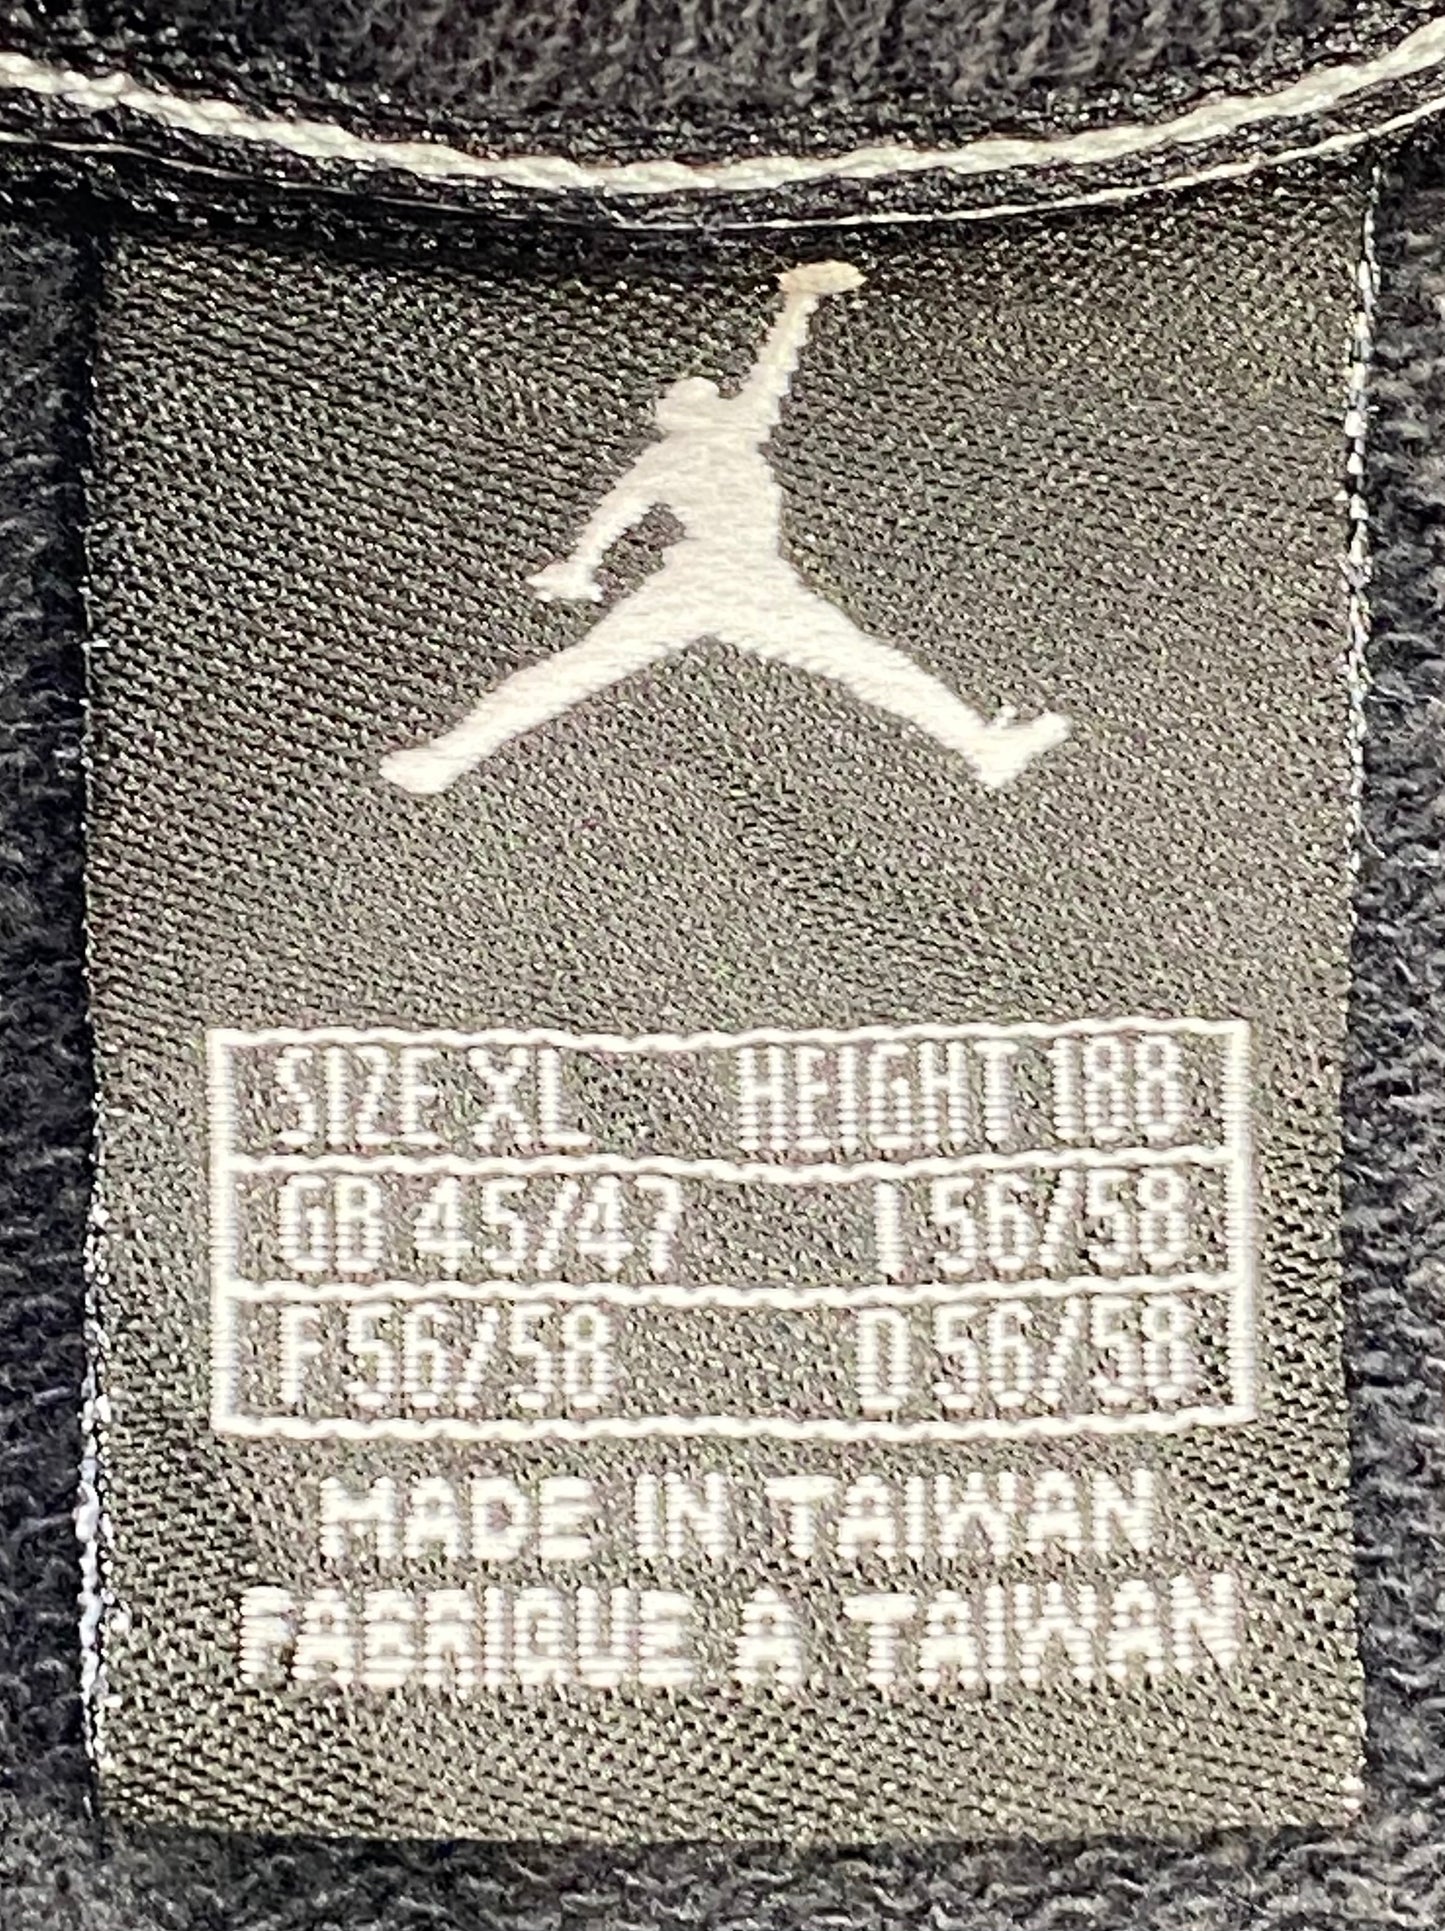 SIZE XL HEIGHT 188
GB 45/47 I 56/58
F 56/58 D 56/58
MADE IN TAIWAN
FABRIQUE A TAIWAN